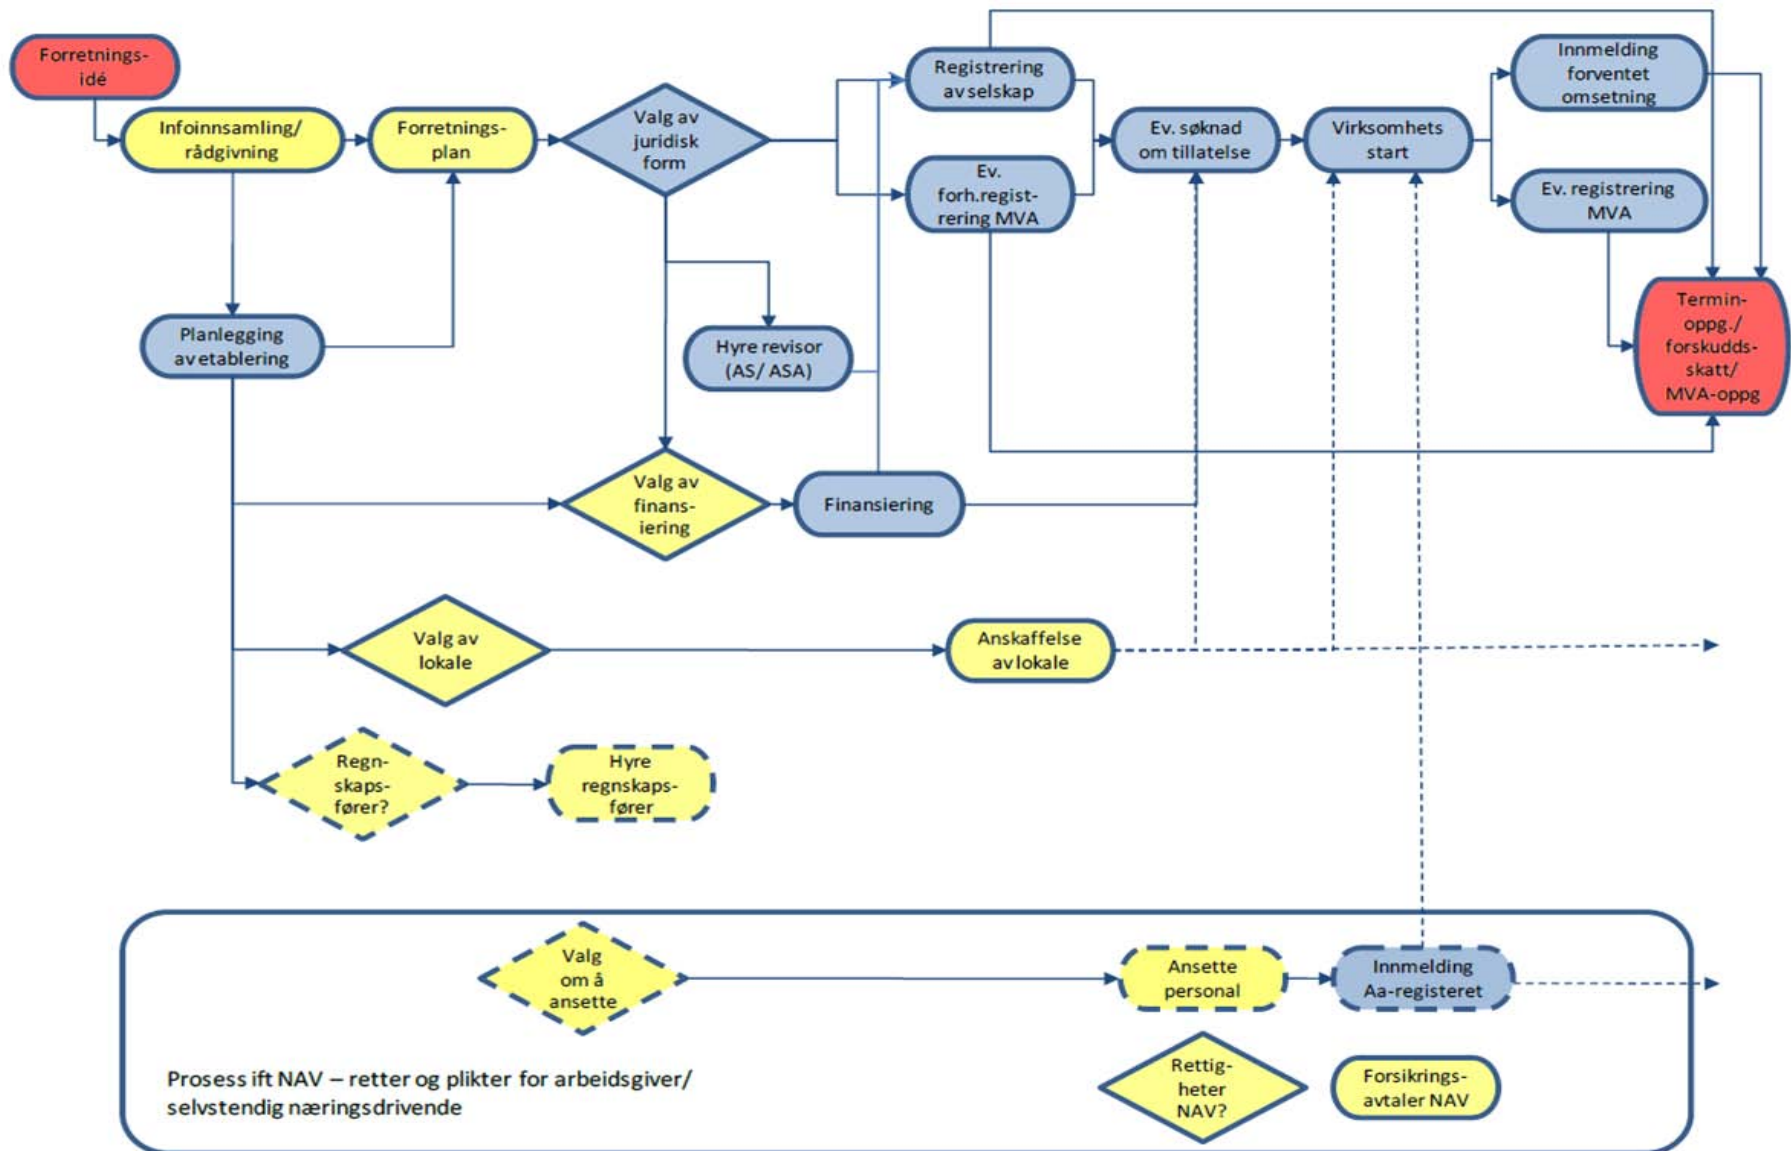 Forretnings-
idé
Infoinnsamling/
rådgivning
Forretnings-
plan
Valg av
juridisk
form
Registrering
av selskap
Ev.
forh.regist-
rering MVA
Ev. søknad
om tillatelse
Virksomhets
start
Innmelding
forventet
omsetning
Ev. registrering
MVA
Termin-
oppg./
forskudds-
skatt/
MVA-oppg
Planlegging
av etablering
Hyre revisor
(AS/ ASA)
Valg av
finans-
iering
Finansiering
Valg av
lokale
Anskaffelse
av lokale
Regn-
skaps-
fører?
Hyre
regnskaps-
fører
Valg
om å
ansette
Ansette
personal
Innmelding
Aa-registeret
Prosess ift NAV – retter og plikter for arbeidsgiver/
selvstendig næringsdrivende
Rettig-
heter
NAV?
Forsikrings-
avtaler NAV